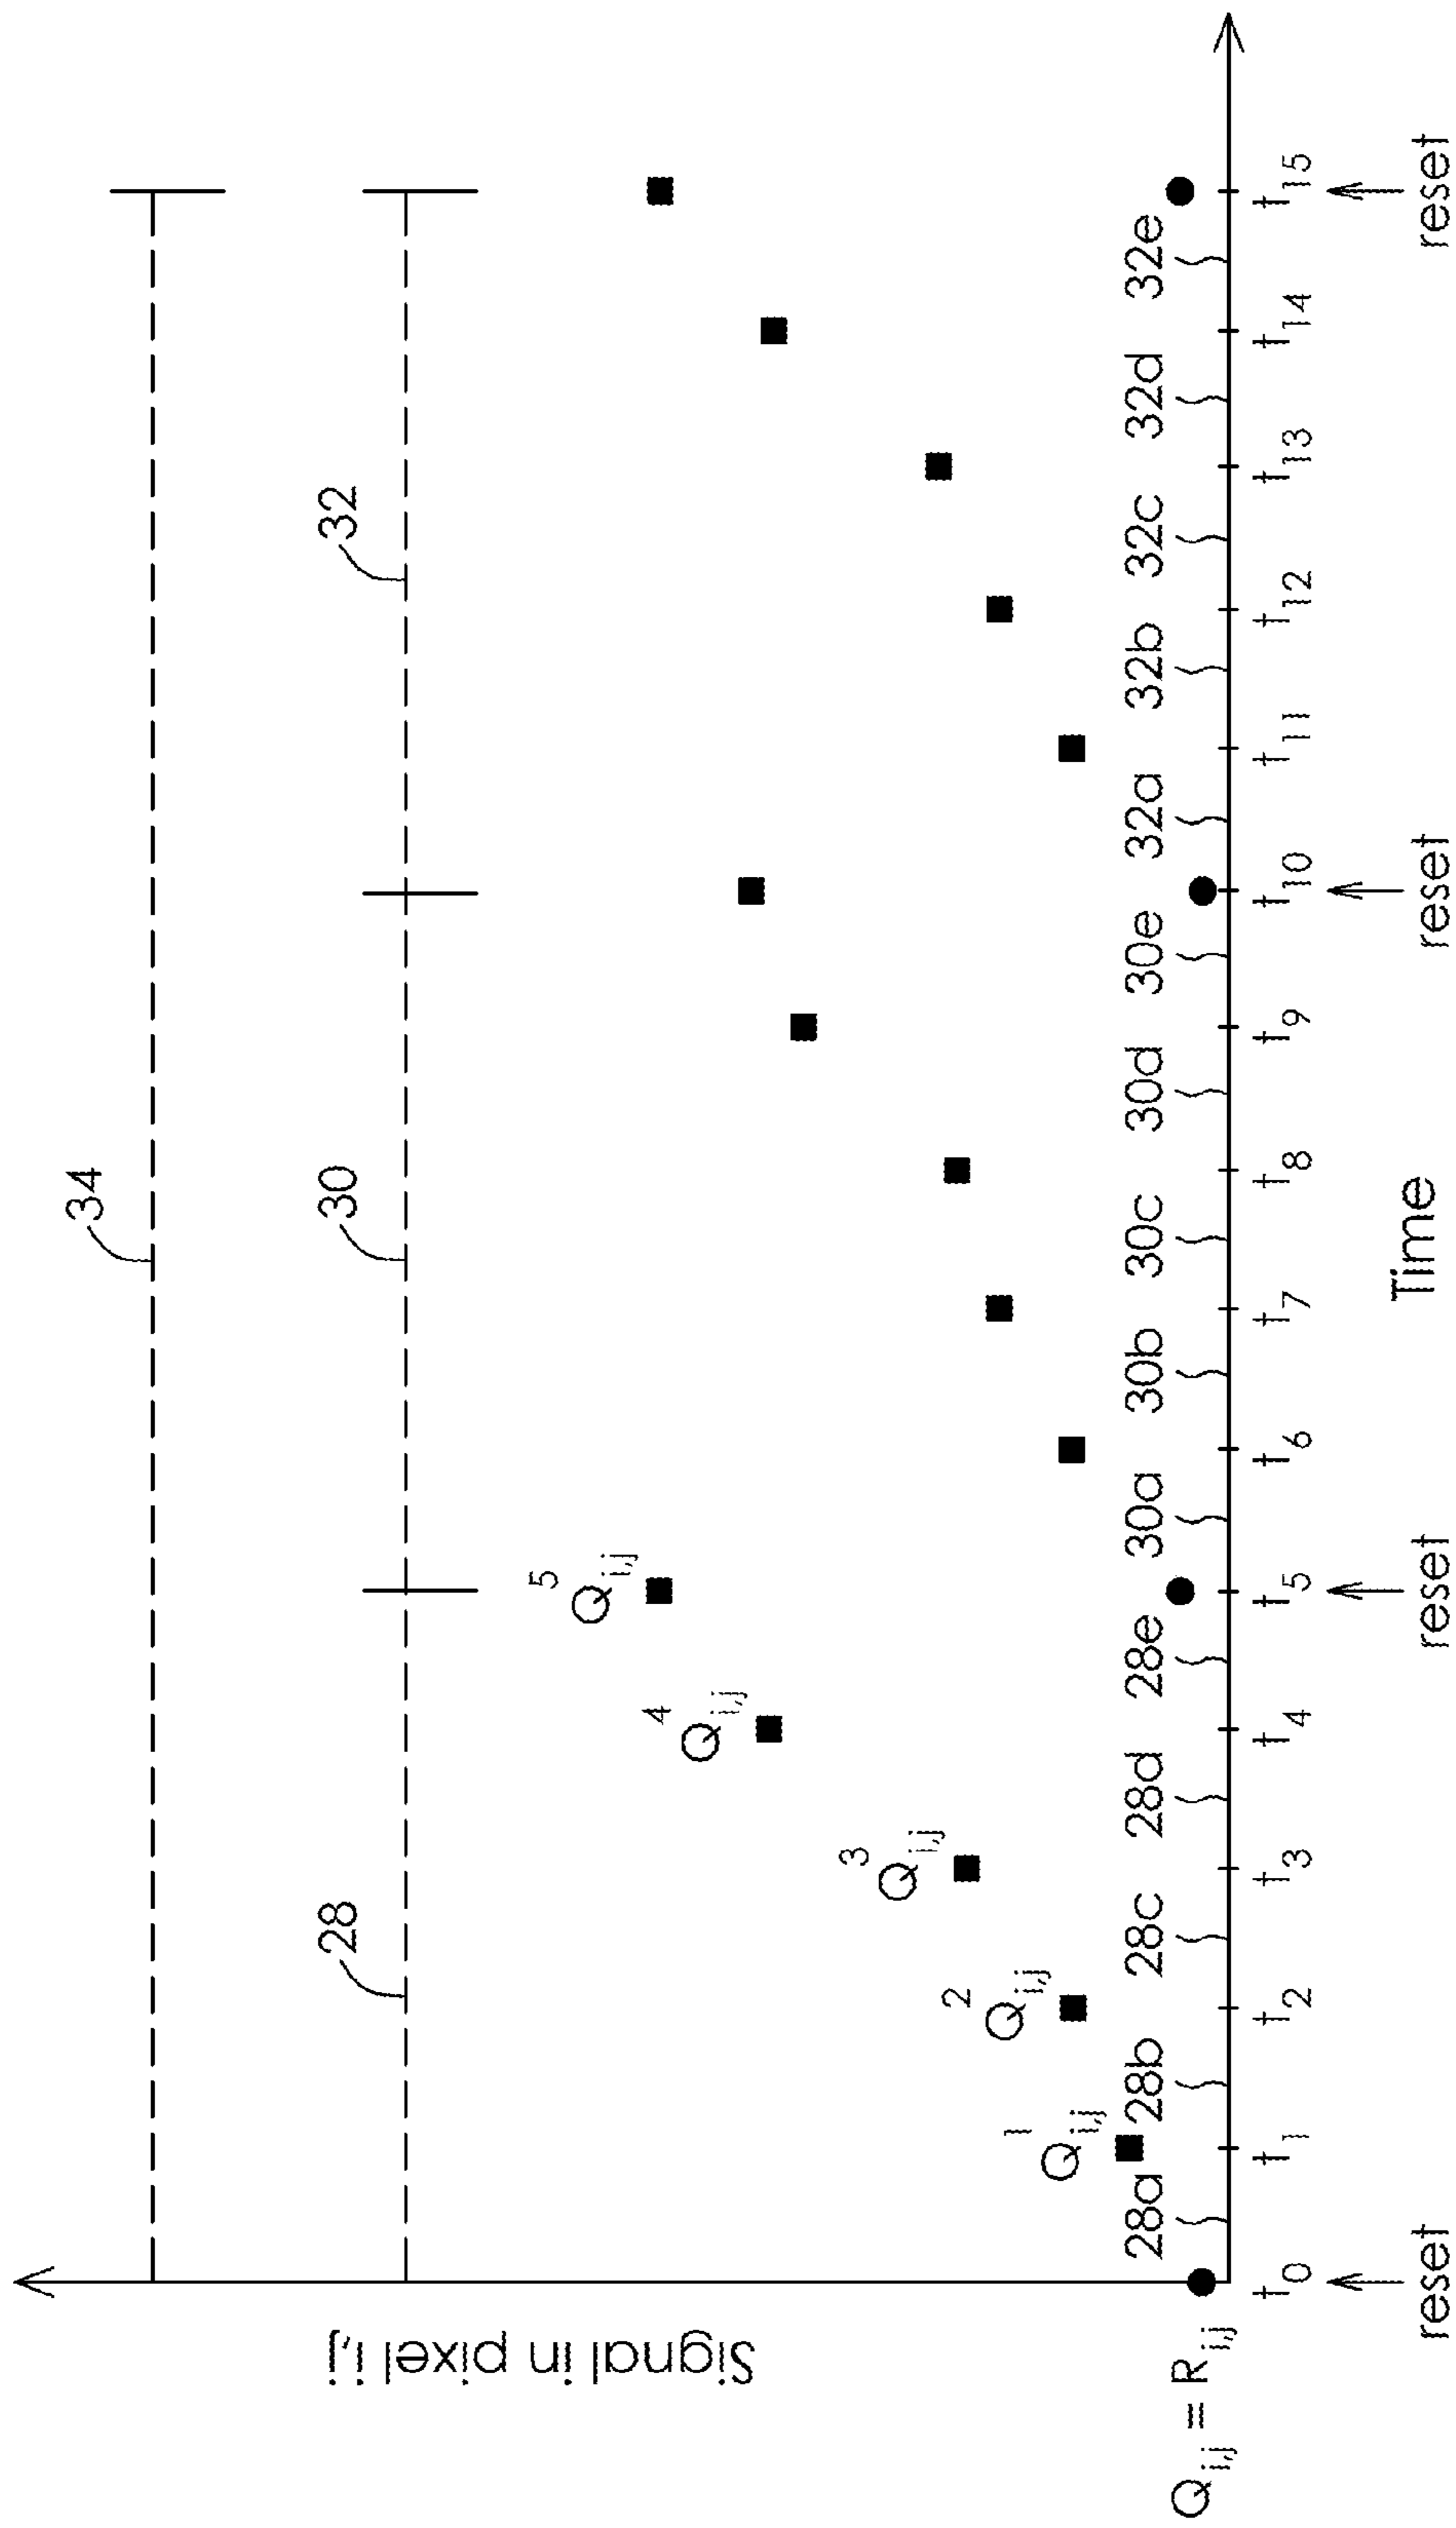 34
28
30
32
Signal in pixel i,j
Q i,j 1
Q i,j 2
Q i,j 3
Q i,j 4
Q i,j 5
28a 28b 28c 28d 28e 30a 30b 30c 30d 30e 32a 32b 32c 32d 32e
Q i,j = R i,j
t0 t1 t2 t3 t4 t5 t6 t7 t8 t9 t10 t11 t12 t13 t14 t15
reset reset reset reset
Time